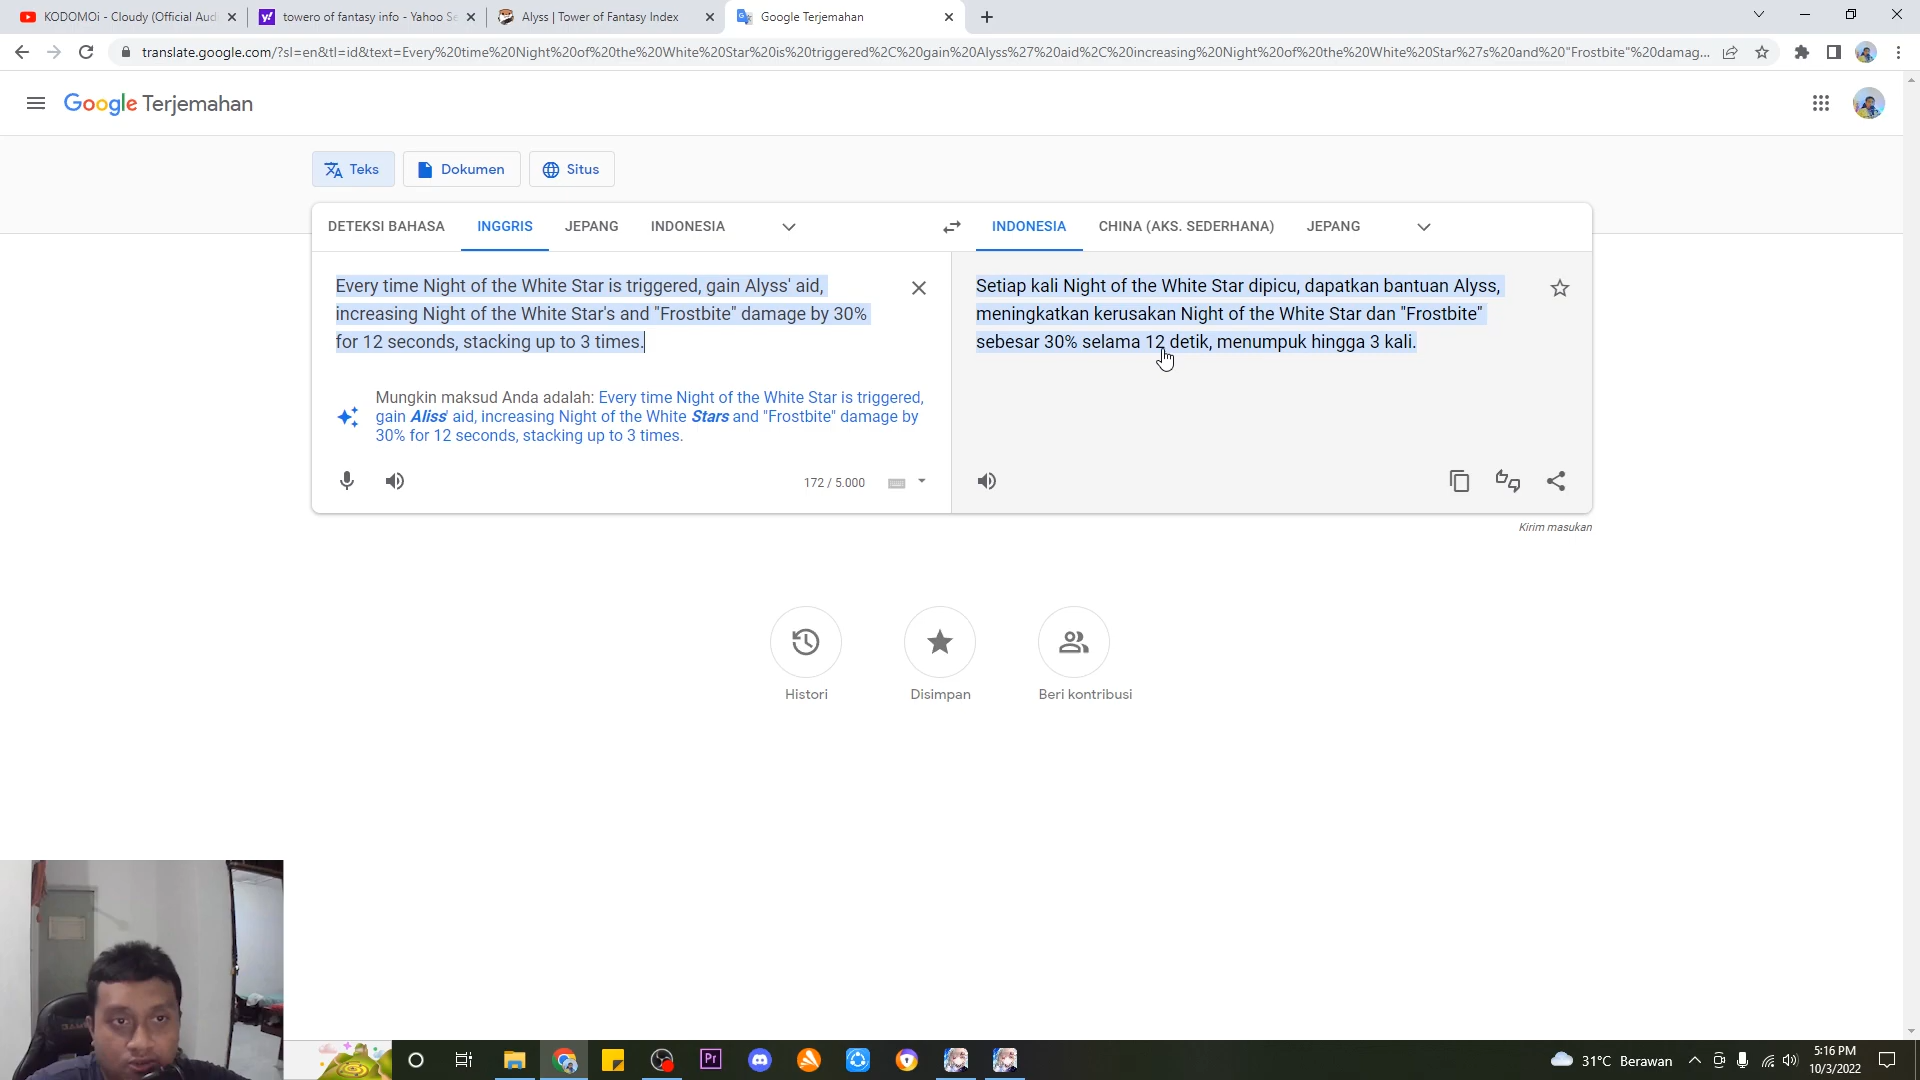 KODOMOi - Cloudy (Official Aud
towero of fantasy info - Yahoo Se
Alyss | Tower of Fantasy Index
Google Terjemahan
translate.google.com/?sl=en&tl=id&text=Every%20time%20Night%20of%20the%20White%20Star%20is%20triggered%2C%20gain%20Alyss%27%20aid%2C%20increasing%20Night%20of%20the%20White%20Star%27s%20and%20"Frostbite"%20damag...
Google Terjemahan
Teks
Dokumen
Situs
DETEKSI BAHASA INGGRIS JEPANG INDONESIA
INDONESIA CHINA (AKS. SEDERHANA) JEPANG
Every time Night of the White Star is triggered, gain Alyss' aid,
increasing Night of the White Star's and "Frostbite" damage by 30%
for 12 seconds, stacking up to 3 times.
Mungkin maksud Anda adalah: Every time Night of the White Star is triggered,
gain Aliss' aid, increasing Night of the White Stars and "Frostbite" damage by
30% for 12 seconds, stacking up to 3 times.
172 / 5.000
Setiap kali Night of the White Star dipicu, dapatkan bantuan Alyss,
meningkatkan kerusakan Night of the White Star dan "Frostbite"
sebesar 30% selama 12 detik, menumpuk hingga 3 kali.
Kirim masukan
Histori
Disimpan
Beri kontribusi
Pr
31°C Berawan
5:16 PM
10/3/2022